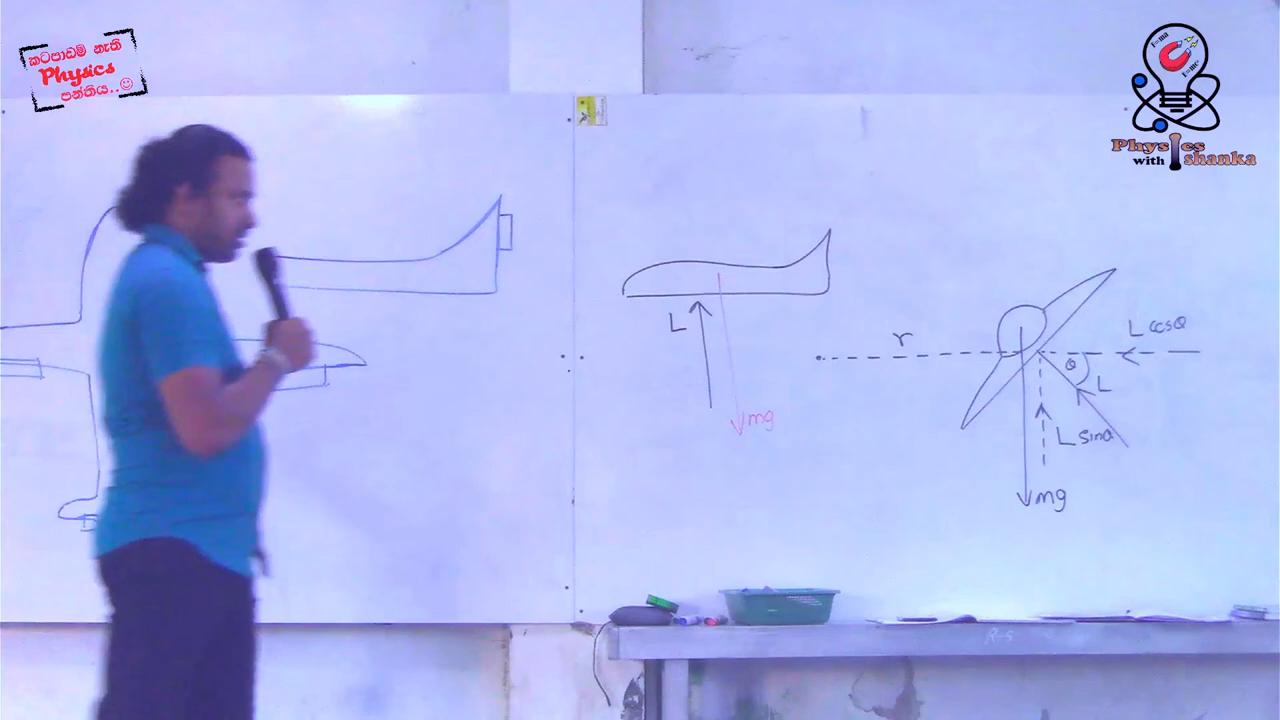 කටපාඩම් නැති
Physics
පන්තිය..
Physics
with Ishanka
L
mg
r
L cosθ
θ
L
L sinθ
mg